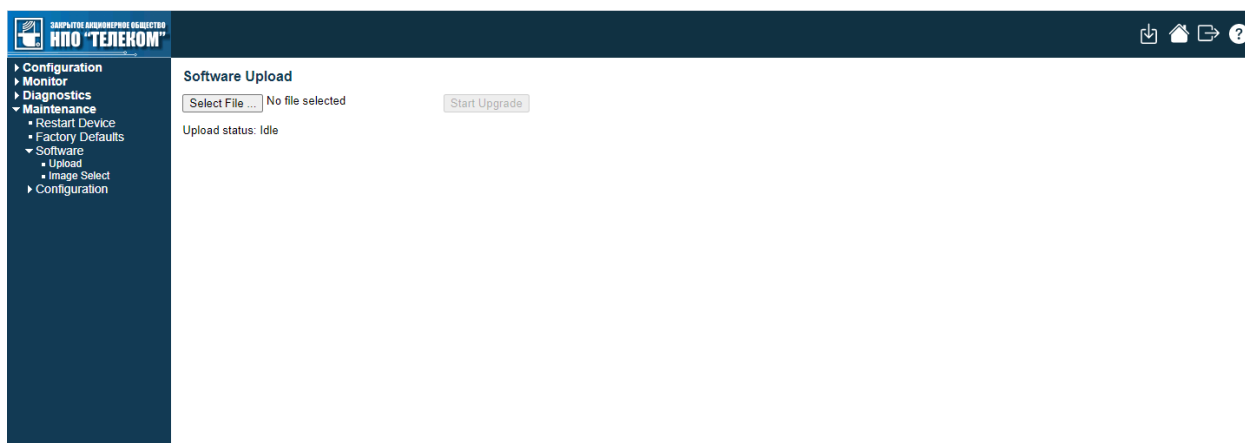 ЗАКРЫТОЕ АКЦИОНЕРНОЕ ОБЩЕСТВО
НПО "ТЕЛЕКОМ"
Configuration
Monitor
Diagnostics
Maintenance
Restart Device
Factory Defaults
Software
Upload
Image Select
Configuration
Software Upload
Select File ... No file selected Start Upgrade
Upload status: Idle